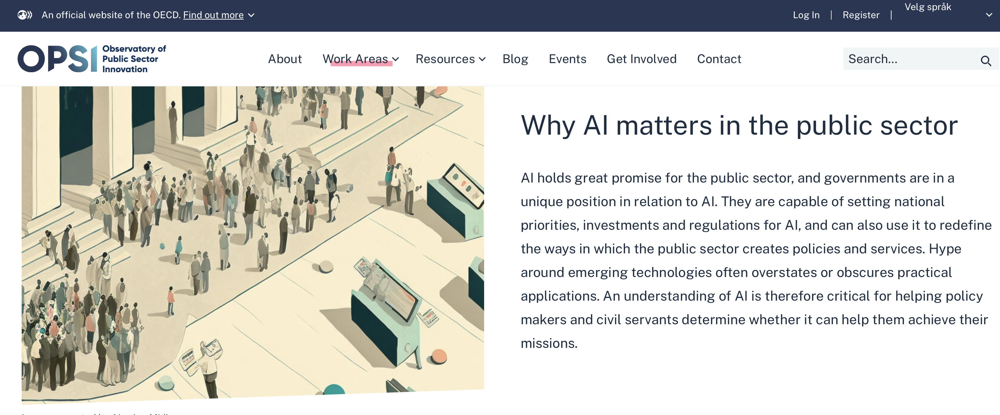 An official website of the OECD. Find out more
Log In | Register |
Velg språk
OPSI
Observatory of
Public Sector
Innovation
About
Work Areas
Resources
Blog
Events
Get Involved
Contact
Search...
Why AI matters in the public sector
AI holds great promise for the public sector, and governments are in a
unique position in relation to AI. They are capable of setting national
priorities, investments and regulations for AI, and can also use it to redefine
the ways in which the public sector creates policies and services. Hype
around emerging technologies often overstates or obscures practical
applications. An understanding of AI is therefore critical for helping policy
makers and civil servants determine whether it can help them achieve their
missions.